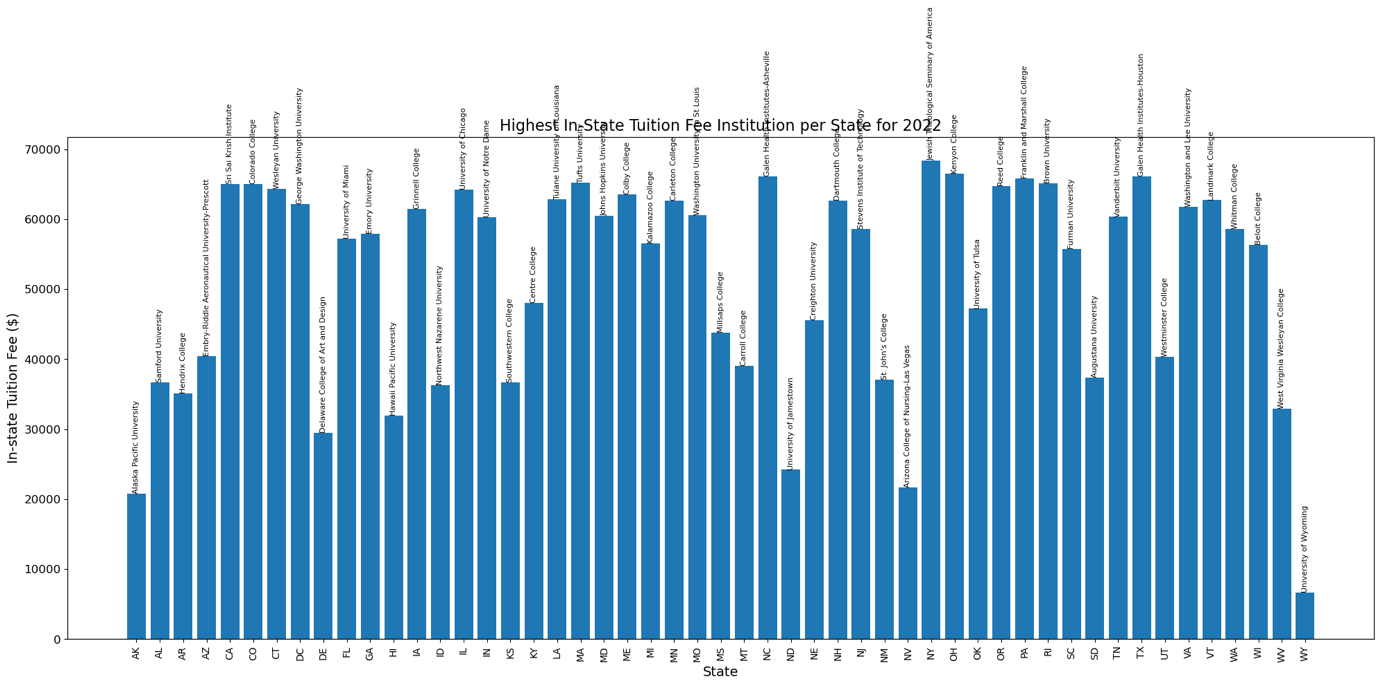 Highest In-State Tuition Fee Institution per State for 2022
In-state Tuition Fee ($)
70000
60000
50000
40000
30000
20000
10000
0
Alaska Pacific University
Samford University
Hendrix College
Embry-Riddle Aeronautical University-Prescott
Sri Sai Krish Institute
Colorado College
Wesleyan University
George Washington University
Delaware College of Art and Design
University of Miami
Emory University
Hawaii Pacific University
Grinnell College
Northwest Nazarene University
University of Chicago
University of Notre Dame
Southwestern College
Centre College
Tulane University of Louisiana
Tufts University
Johns Hopkins University
Colby College
Kalamazoo College
Carleton College
Washington University in St Louis
Millsaps College
Carroll College
Galen Health Institutes-Asheville
University of Jamestown
Creighton University
Dartmouth College
Stevens Institute of Technology
St. John's College
Arizona College of Nursing-Las Vegas
Jewish Theological Seminary of America
Kenyon College
University of Tulsa
Reed College
Franklin and Marshall College
Brown University
Furman University
Augustana University
Vanderbilt University
Galen Health Institutes-Houston
Westminster College
Washington and Lee University
Landmark College
Whitman College
Beloit College
West Virginia Wesleyan College
University of Wyoming
AK
AL
AR
AZ
CA
CO
CT
DC
DE
FL
GA
HI
IA
ID
IL
IN
KS
KY
LA
MA
MD
ME
MI
MN
MO
MS
MT
NC
ND
NE
NH
NJ
NM
NV
NY
OH
OK
OR
PA
RI
SC
SD
TN
TX
UT
VA
VT
WA
WI
WV
WY
State